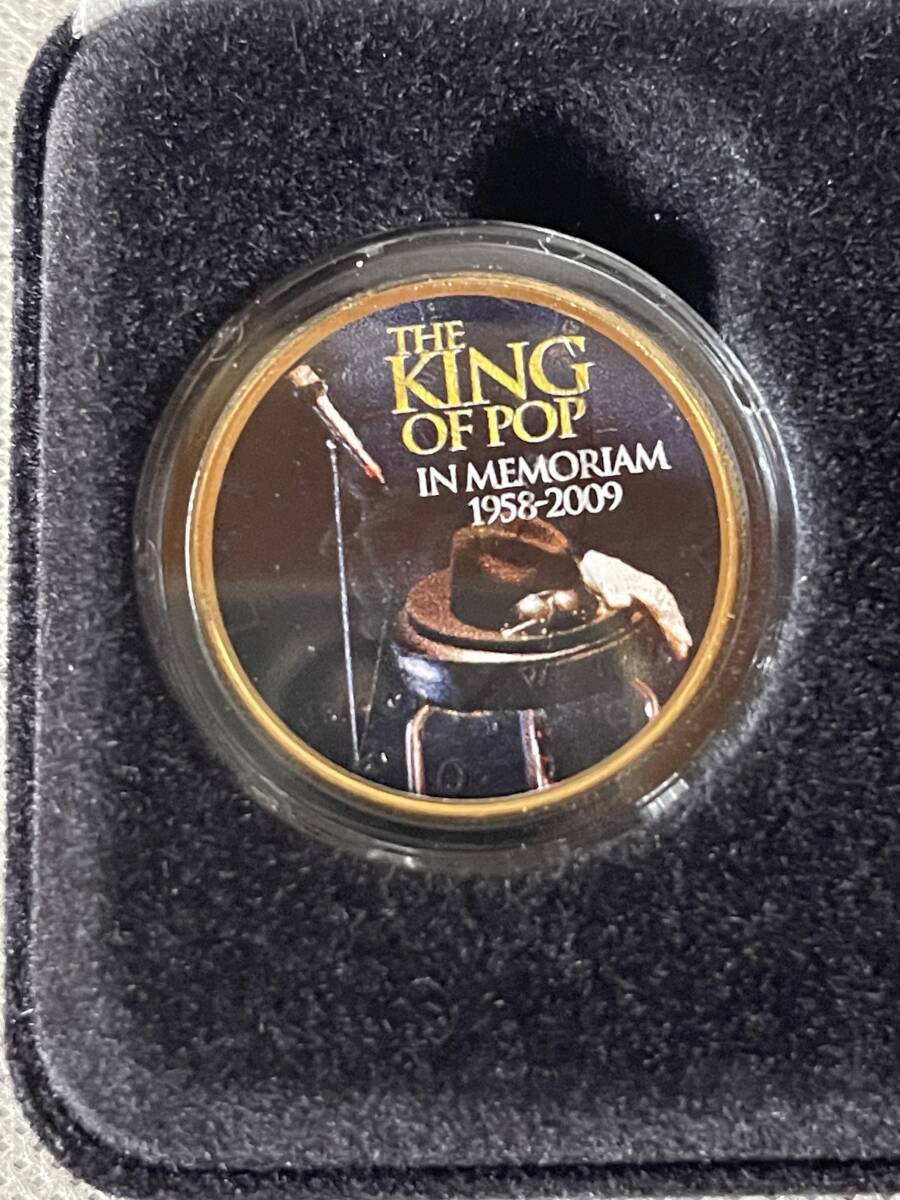 THE
KING
OF POP
IN MEMORIAM
1958-2009